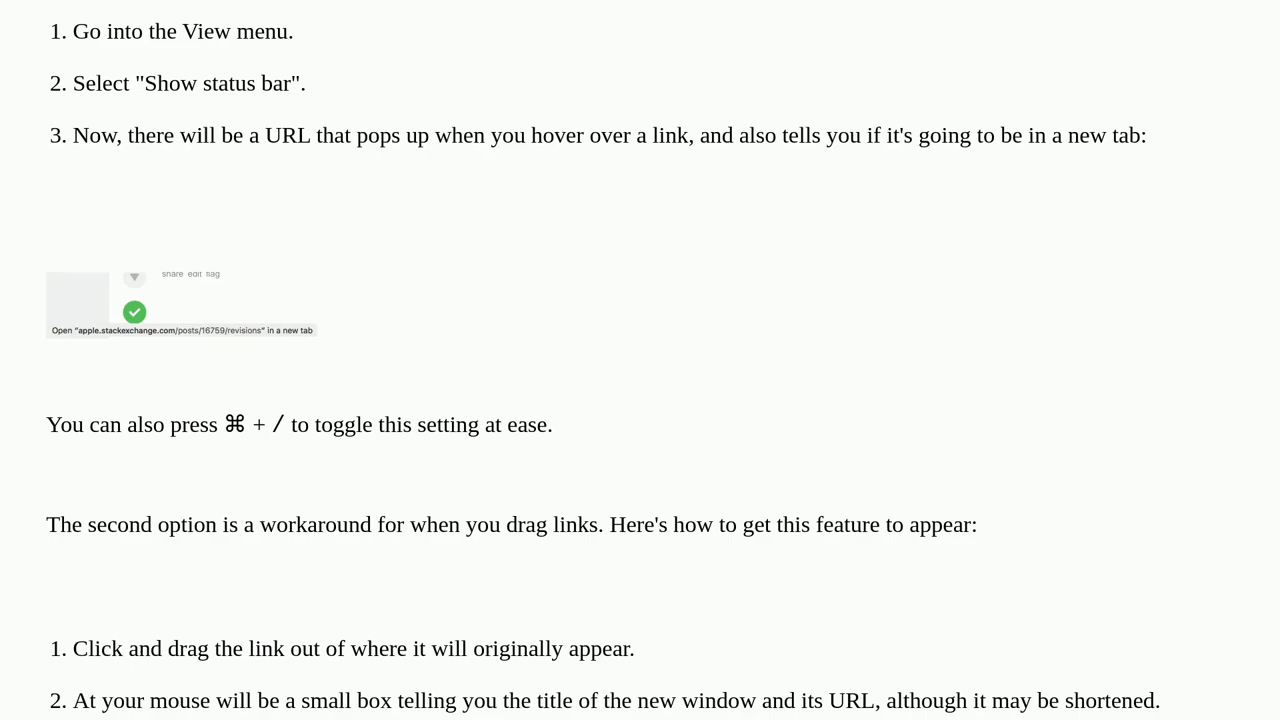 1. Go into the View menu.
2. Select "Show status bar".
3. Now, there will be a URL that pops up when you hover over a link, and also tells you if it's going to be in a new tab:
share edit flag
Open “apple.stackexchange.com/posts/16759/revisions” in a new tab
You can also press ⌘ + / to toggle this setting at ease.
The second option is a workaround for when you drag links. Here's how to get this feature to appear:
1. Click and drag the link out of where it will originally appear.
2. At your mouse will be a small box telling you the title of the new window and its URL, although it may be shortened.